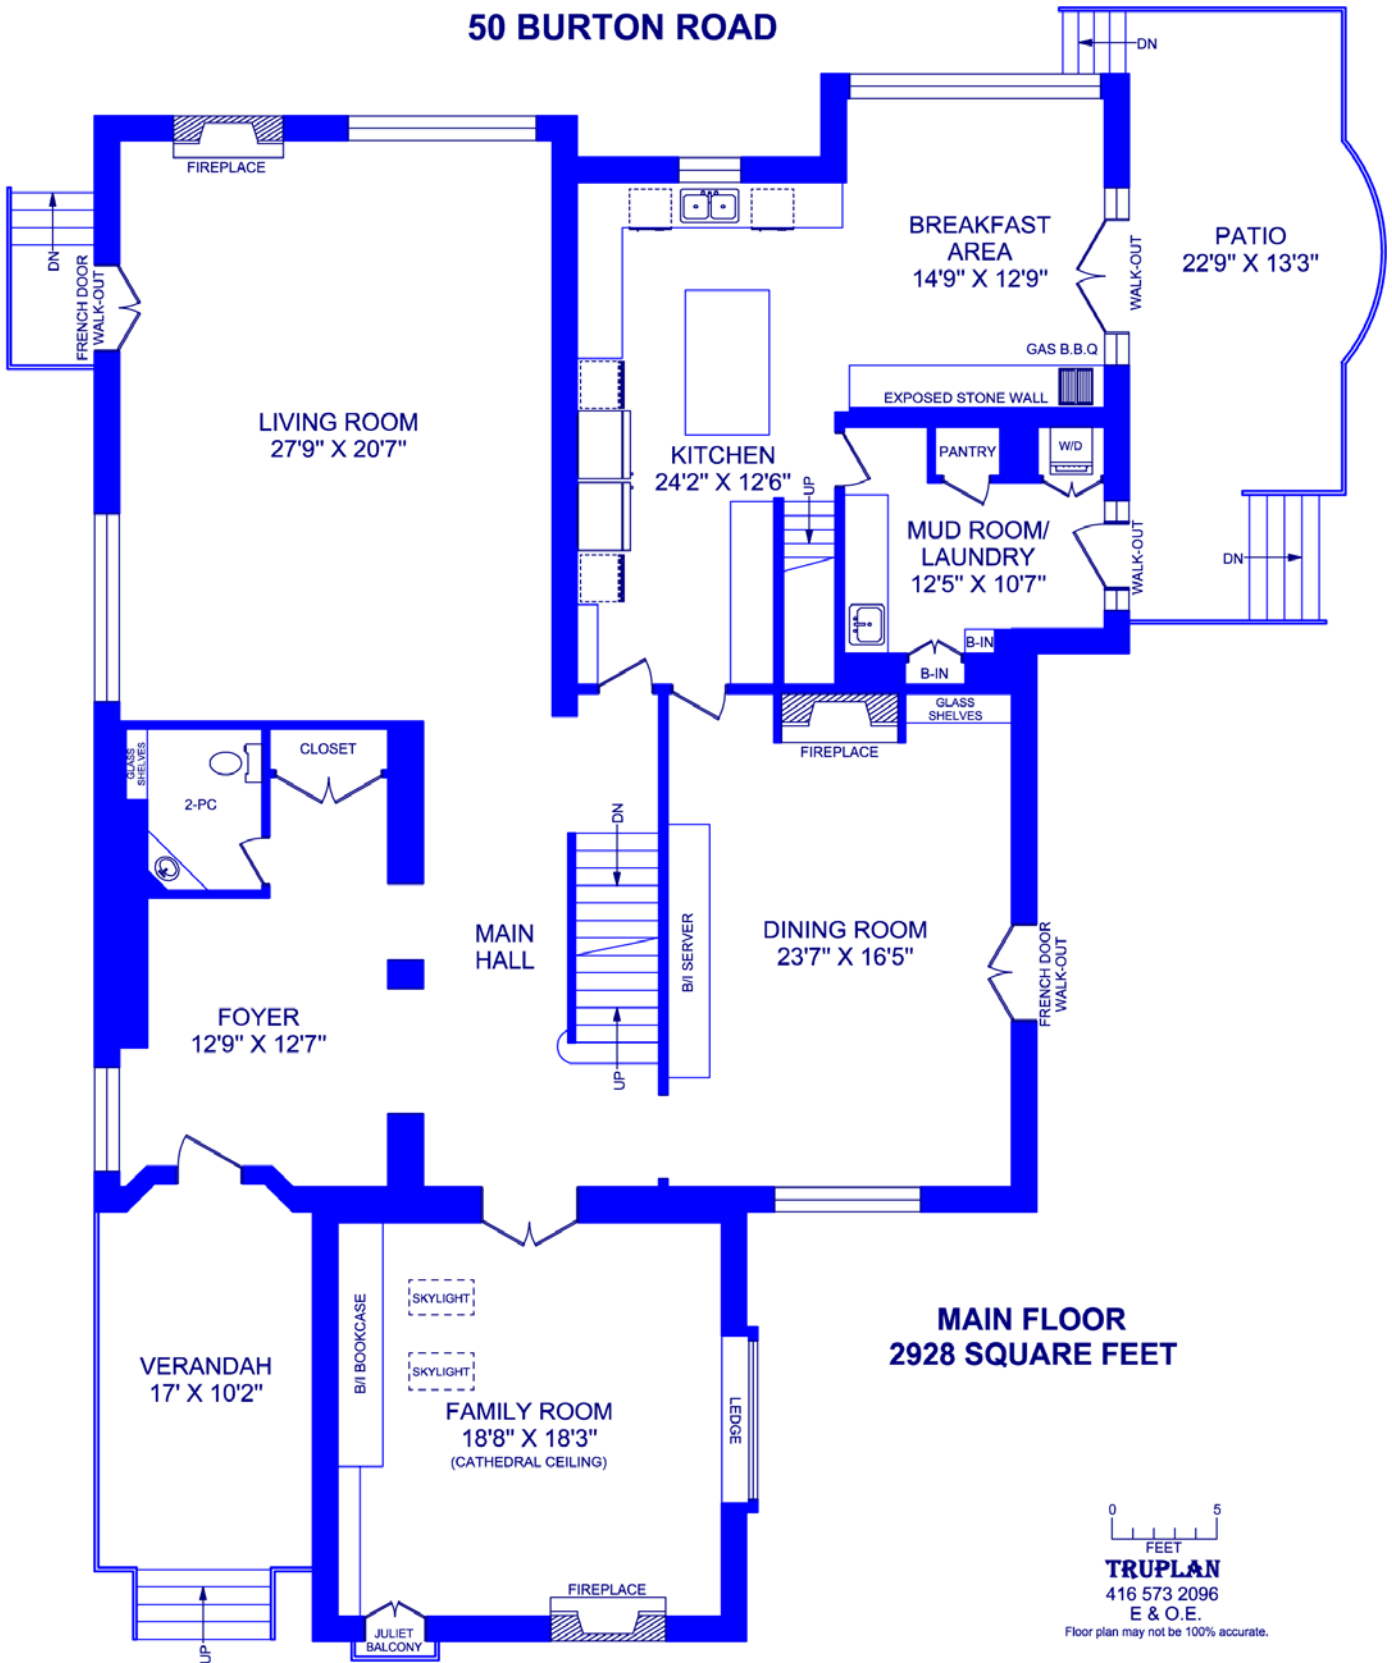 50 BURTON ROAD
DN
FIREPLACE
DN
FRENCH DOOR
WALK-OUT
BREAKFAST
AREA
14'9" X 12'9"
WALK-OUT
PATIO
22'9" X 13'3"
GAS B.B.Q
EXPOSED STONE WALL
LIVING ROOM
27'9" X 20'7"
KITCHEN
24'2" X 12'6"
UP
PANTRY
W/D
MUD ROOM/
LAUNDRY
12'5" X 10'7"
WALK-OUT
DN
B-IN
B-IN
GLASS
SHELVES
FIREPLACE
GLASS
SHELVES
CLOSET
2-PC
DN
MAIN
HALL
B/I SERVER
DINING ROOM
23'7" X 16'5"
FRENCH DOOR
WALK-OUT
FOYER
12'9" X 12'7"
UP
SKYLIGHT
B/I BOOKCASE
SKYLIGHT
MAIN FLOOR
2928 SQUARE FEET
VERANDAH
17' X 10'2"
FAMILY ROOM
18'8" X 18'3"
(CATHEDRAL CEILING)
LEDGE
0 5
FEET
TRUPLAN
416 573 2096
E & O.E.
Floor plan may not be 100% accurate.
FIREPLACE
JULIET
BALCONY
UP